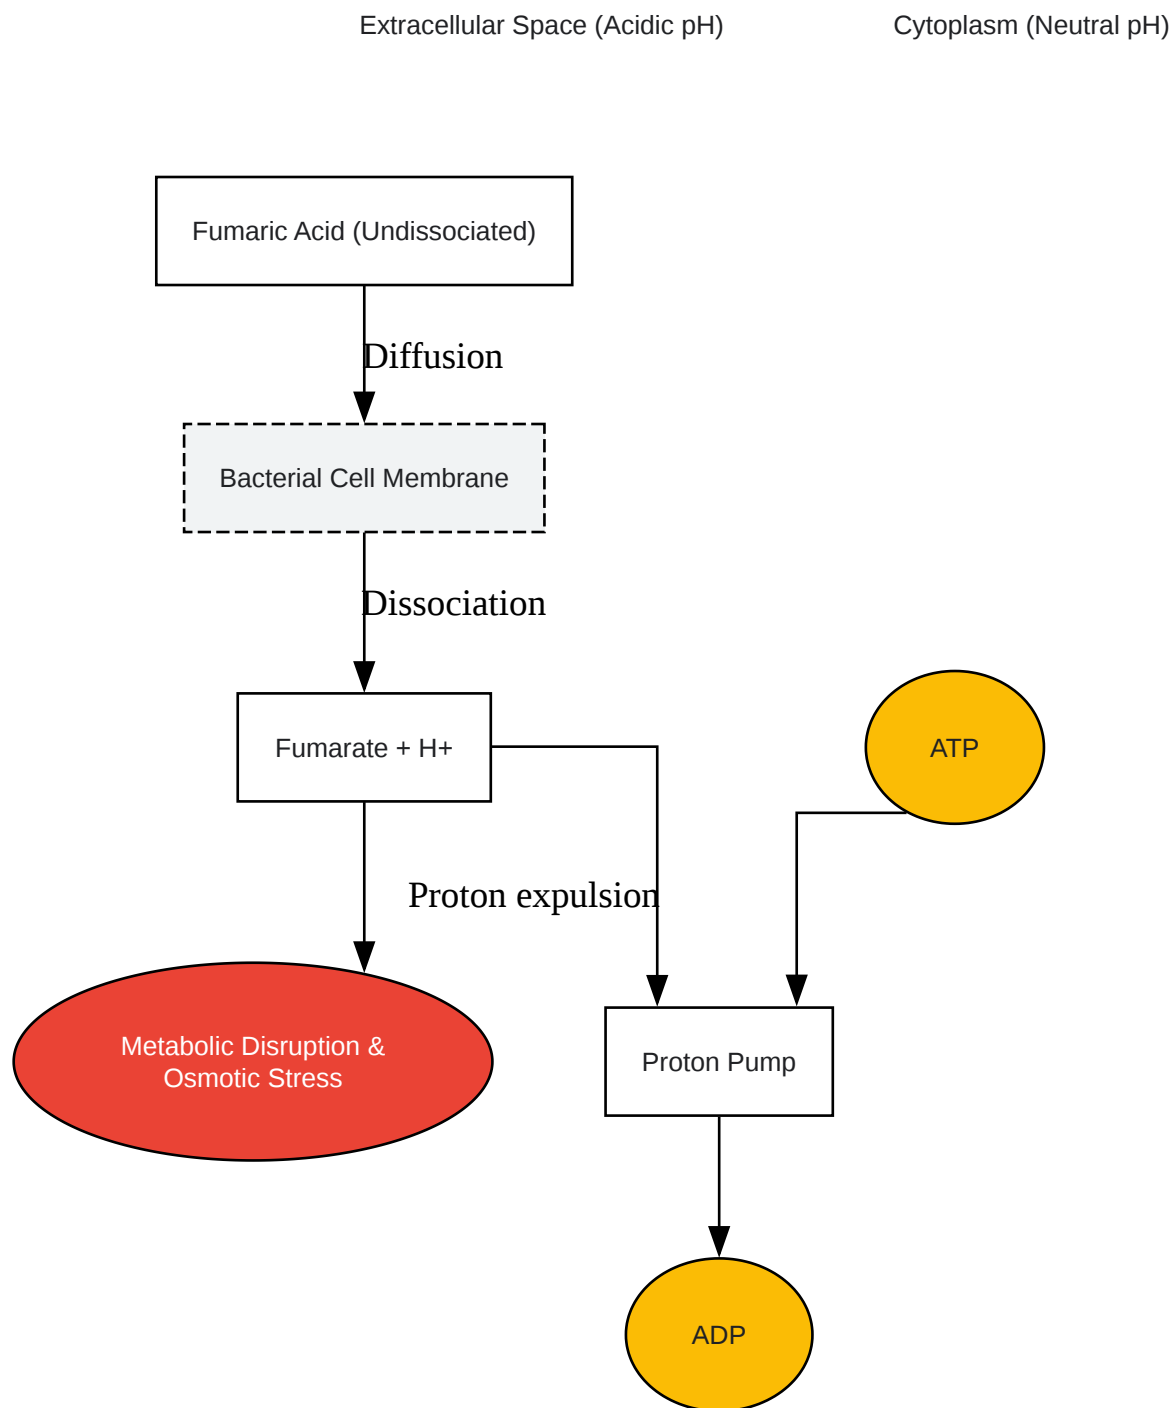 Extracellular Space (Acidic pH)
Cytoplasm (Neutral pH)
Fumaric Acid (Undissociated)
Diffusion
Bacterial Cell Membrane
Dissociation
Fumarate + H+
ATP
Proton expulsion
Metabolic Disruption &
Osmotic Stress
Proton Pump
ADP